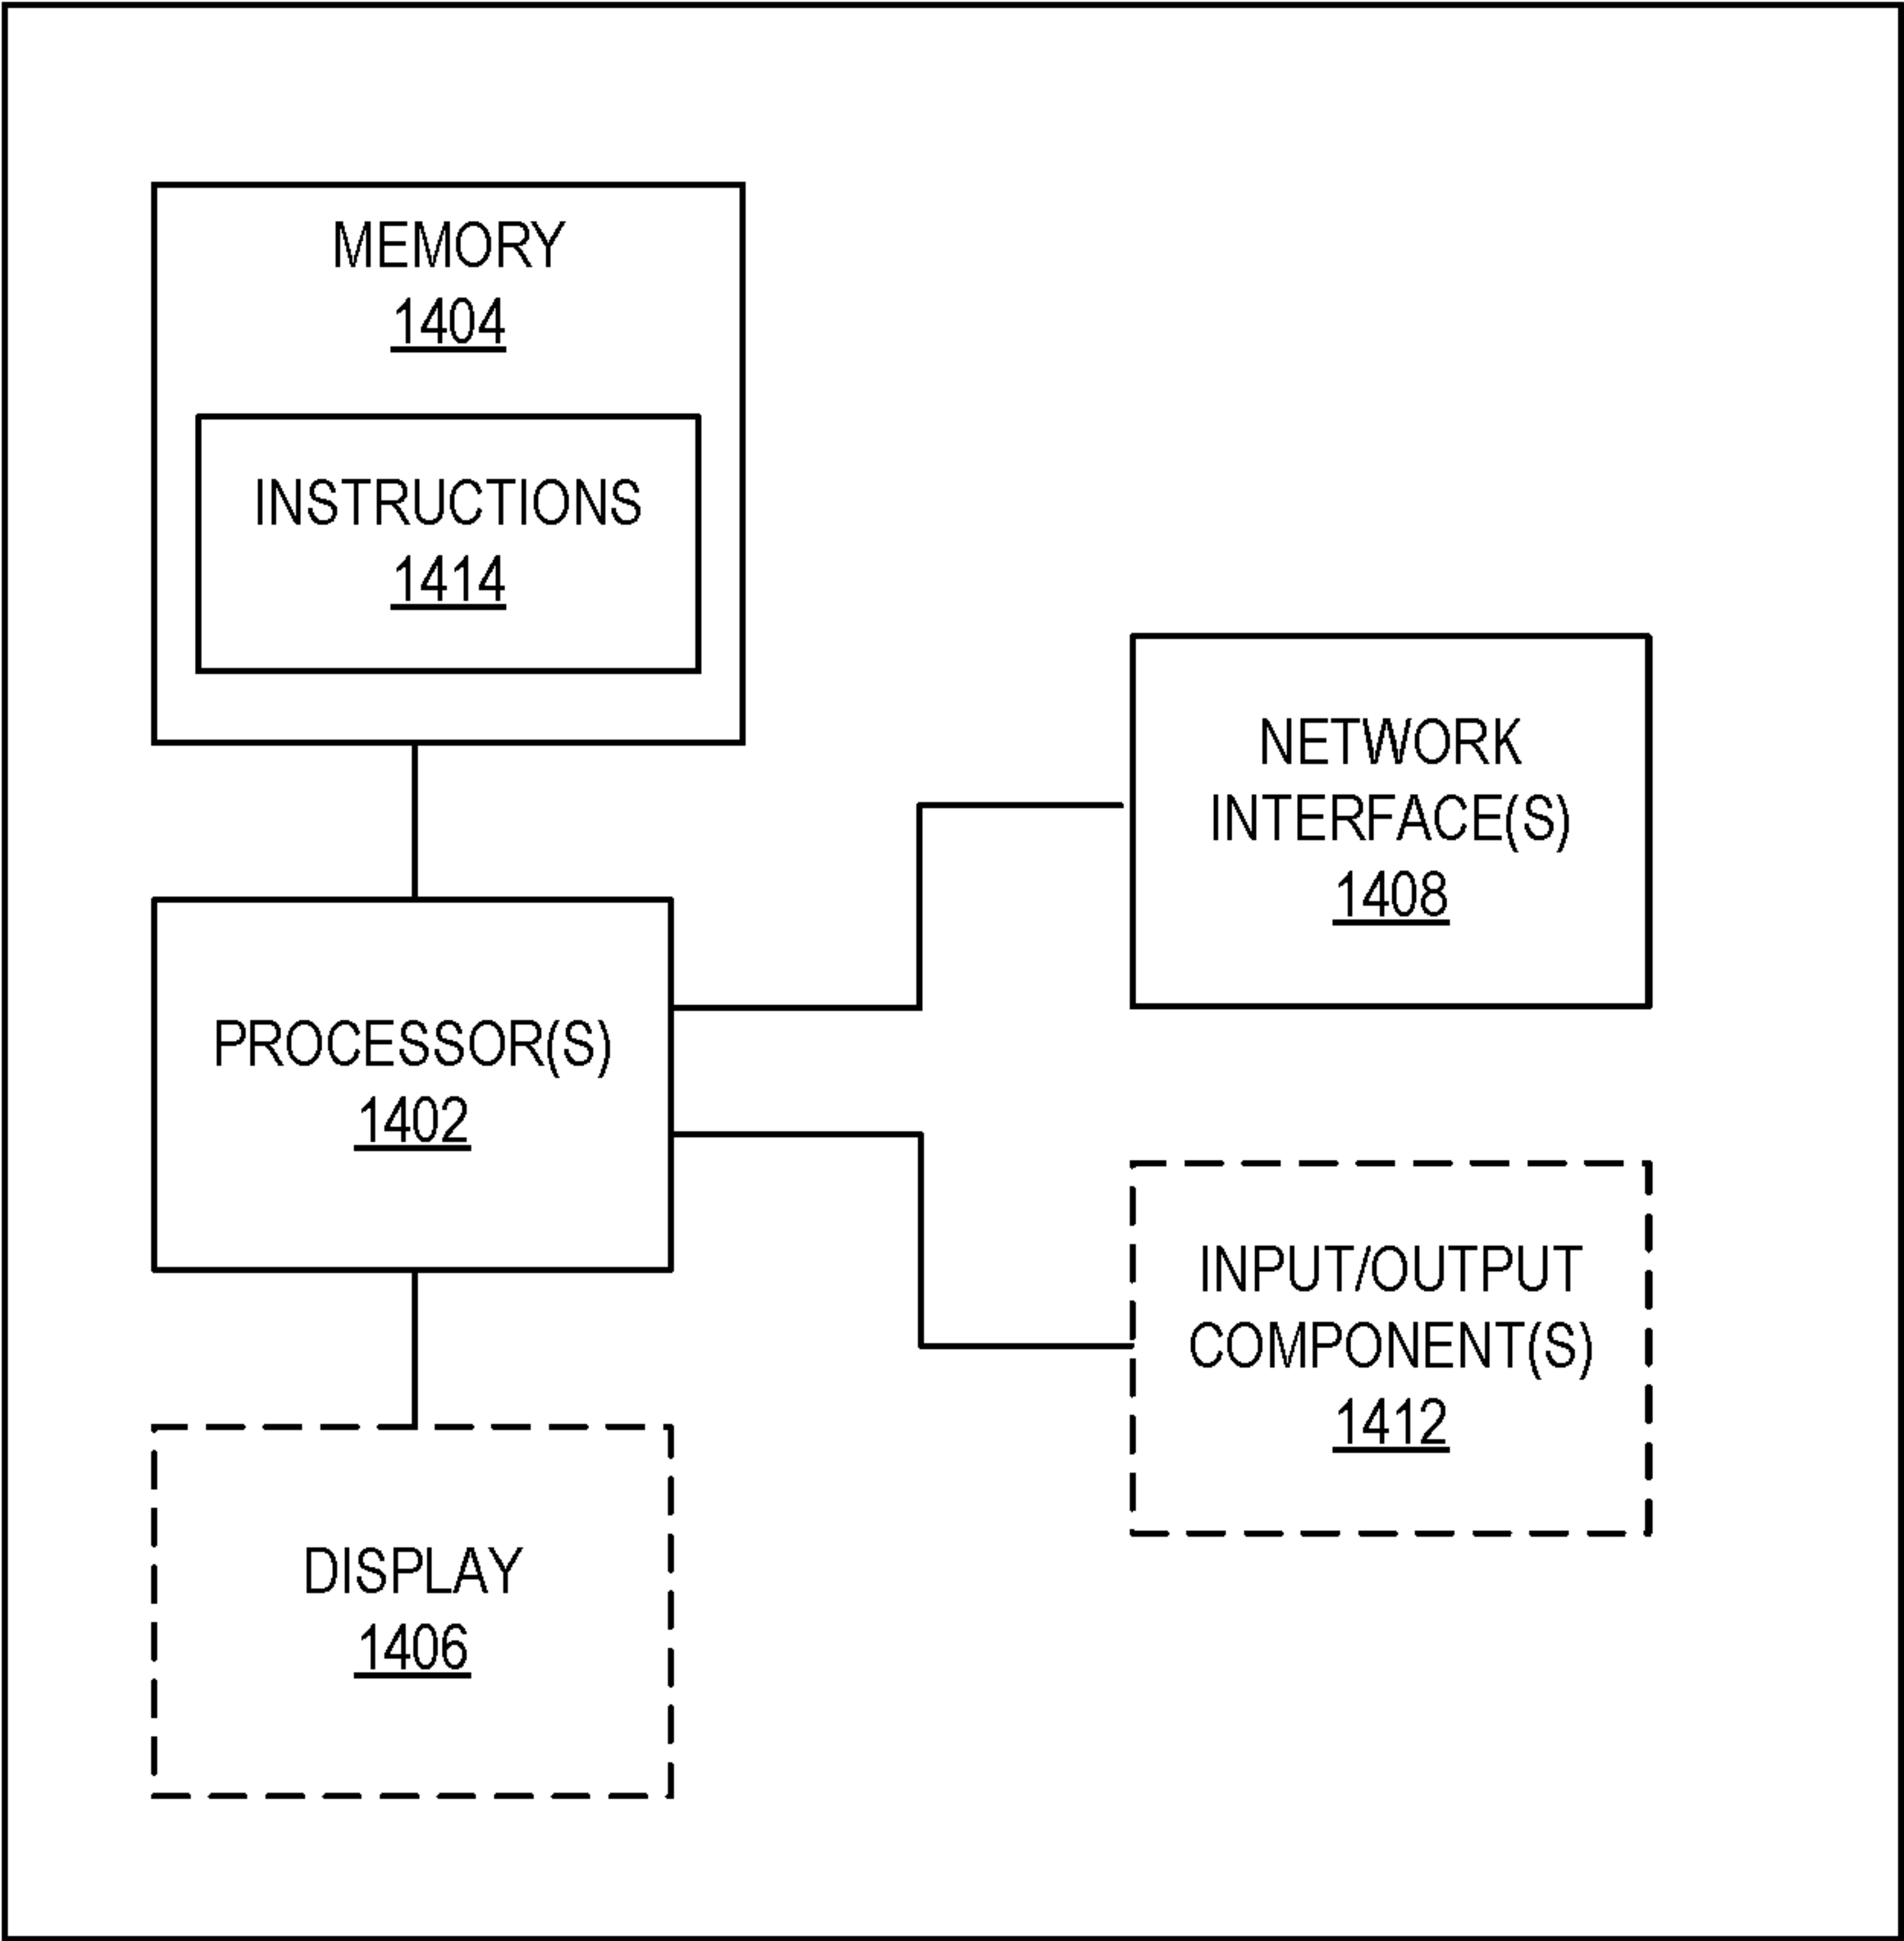 MEMORY
1404
INSTRUCTIONS
1414
NETWORK
INTERFACE(S)
1408
PROCESSOR(S)
1402
INPUT/OUTPUT
COMPONENT(S)
1412
DISPLAY
1406